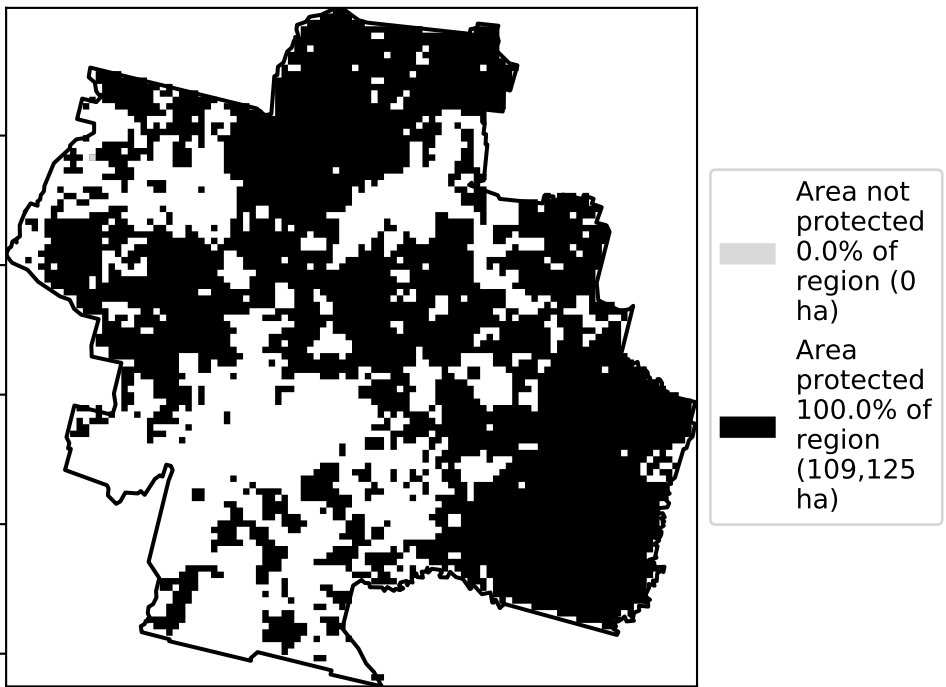 Area not
protected
0.0% of
region (0
ha)
Area
protected
100.0% of
region
(109,125
ha)